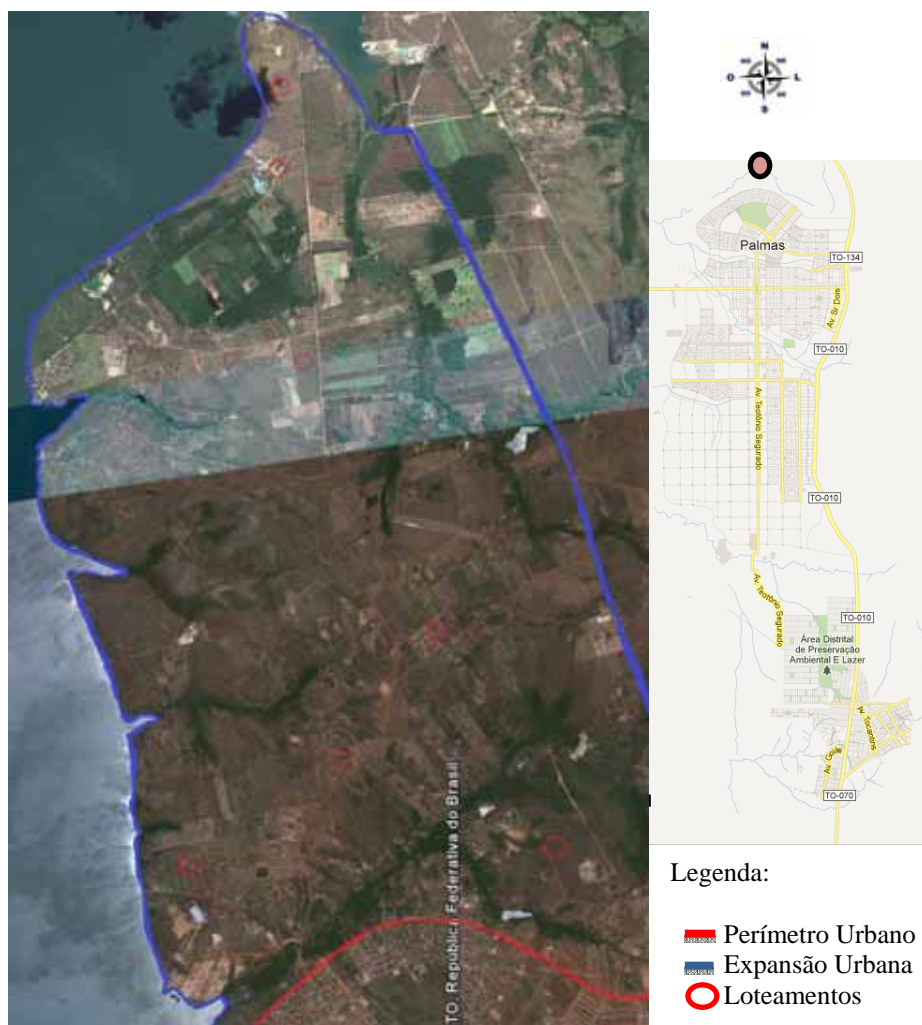 N
O
L
S
Palmas
TO-134
Av. Sr Dois
TO-010
Av. Teotônio Segurado
TO-010
Av. Teotônio Segurado
TO-010
Área Distrital
de Preservação
Ambiental E Lazer
Av. Tocantins
Av. Goiás
TO-070
TO. República Federativa do Brasil
Legenda:
Perímetro Urbano
Expansão Urbana
Loteamentos